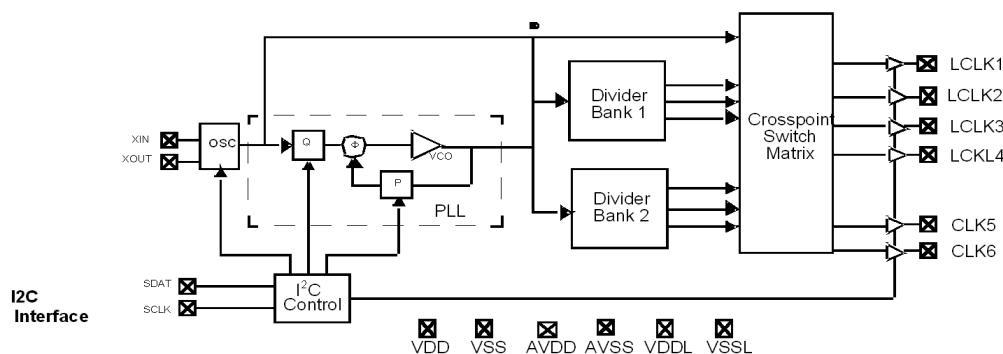 LCLK1
LCLK2
LCLK3
LCKL4
CLK5
CLK6
Divider
Bank 1
Crosspoint
Switch
Matrix
XIN
XOUT
OSC
Q
Φ
VCO
P
PLL
Divider
Bank 2
SDAT
SCLK
I2C
Interface
I²C
Control
VDD
VSS
AVDD
AVSS
VDDL
VSSL